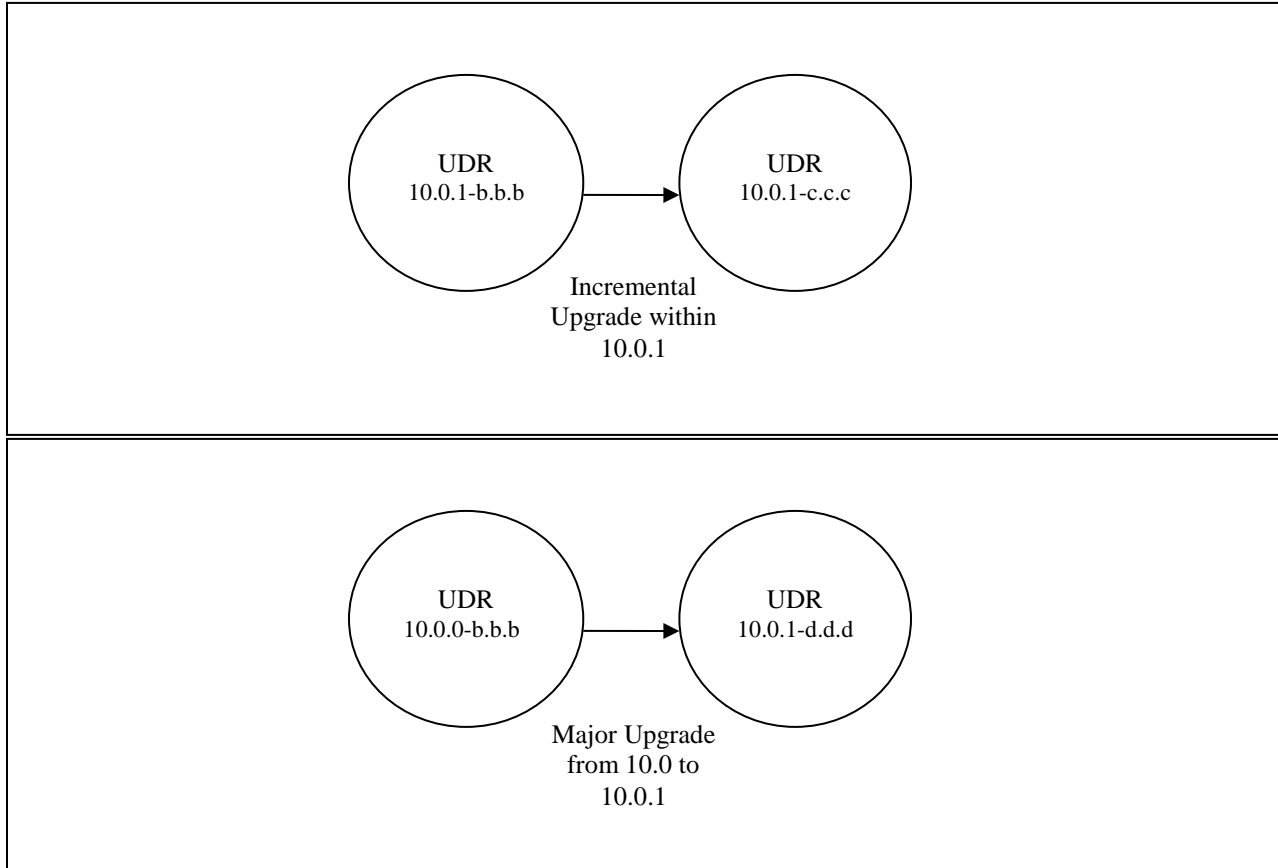 UDR
10.0.1-b.b.b
UDR
10.0.1-c.c.c
Incremental
Upgrade within
10.0.1
UDR
10.0.0-b.b.b
UDR
10.0.1-d.d.d
Major Upgrade
from 10.0 to
10.0.1